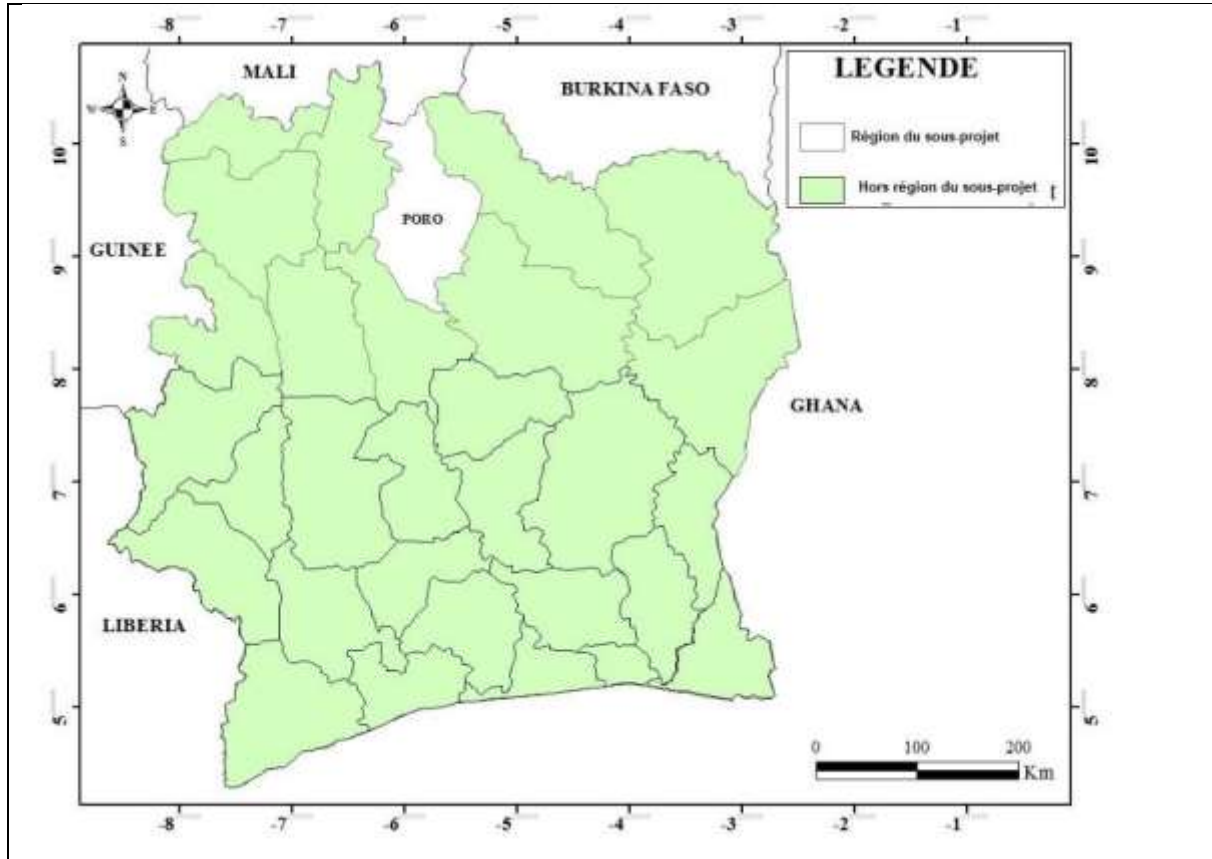 -8 -7 -6 -5 -4 -3 -2 -1
LEGENDE
MALI
BURKINA FASO
N
W E
S
Région du sous-projet
10 10
Hors région du sous-projet t
PORO
GUINEE
9 9
8 8
GHANA
7 7
6 6
LIBERIA
5 5
0 100 200
Km
-8 -7 -6 -5 -4 -3 -2 -1